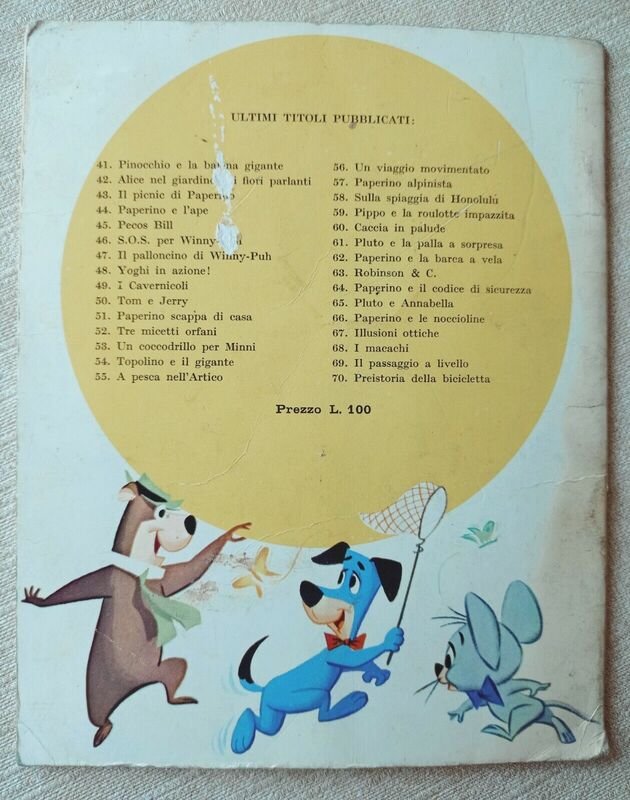 ULTIMI TITOLI PUBBLICATI:
41. Pinocchio e la gigante
42. Alice nel giardino fiori parlanti
43. Il picnic di Paperino
44. Paperino e l'ape
45. Pecos Bill
46. S.O.S. per
47. Il palloncino di Winny-Puh
48. Yoghi in azione!
49. I Cavernicoli
50. Tom e Jerry
51. Paperino scappa di casa
52. Tre micetti orfani
53. Un coccodrillo per Minni
54. Topolino e il gigante
55. A pesca nell'Artico
56. Un viaggio movimentato
57. Paperino alpinista
58. Sulla spiaggia di Honolulú
59. Pippo e la roulotte impazzita
60. Caccia in palude
61. Pluto e la palla a sorpresa
62. Paperino e la barca a vela
63. Robinson & C.
64. Paperino e il codice di sicurezza
65. Pluto e Annabella
66. Paperino e le noccioline
67. Illusioni ottiche
68. I macachi
69. Il passaggio a livello
70. Preistoria della bicicletta
Prezzo L. 100